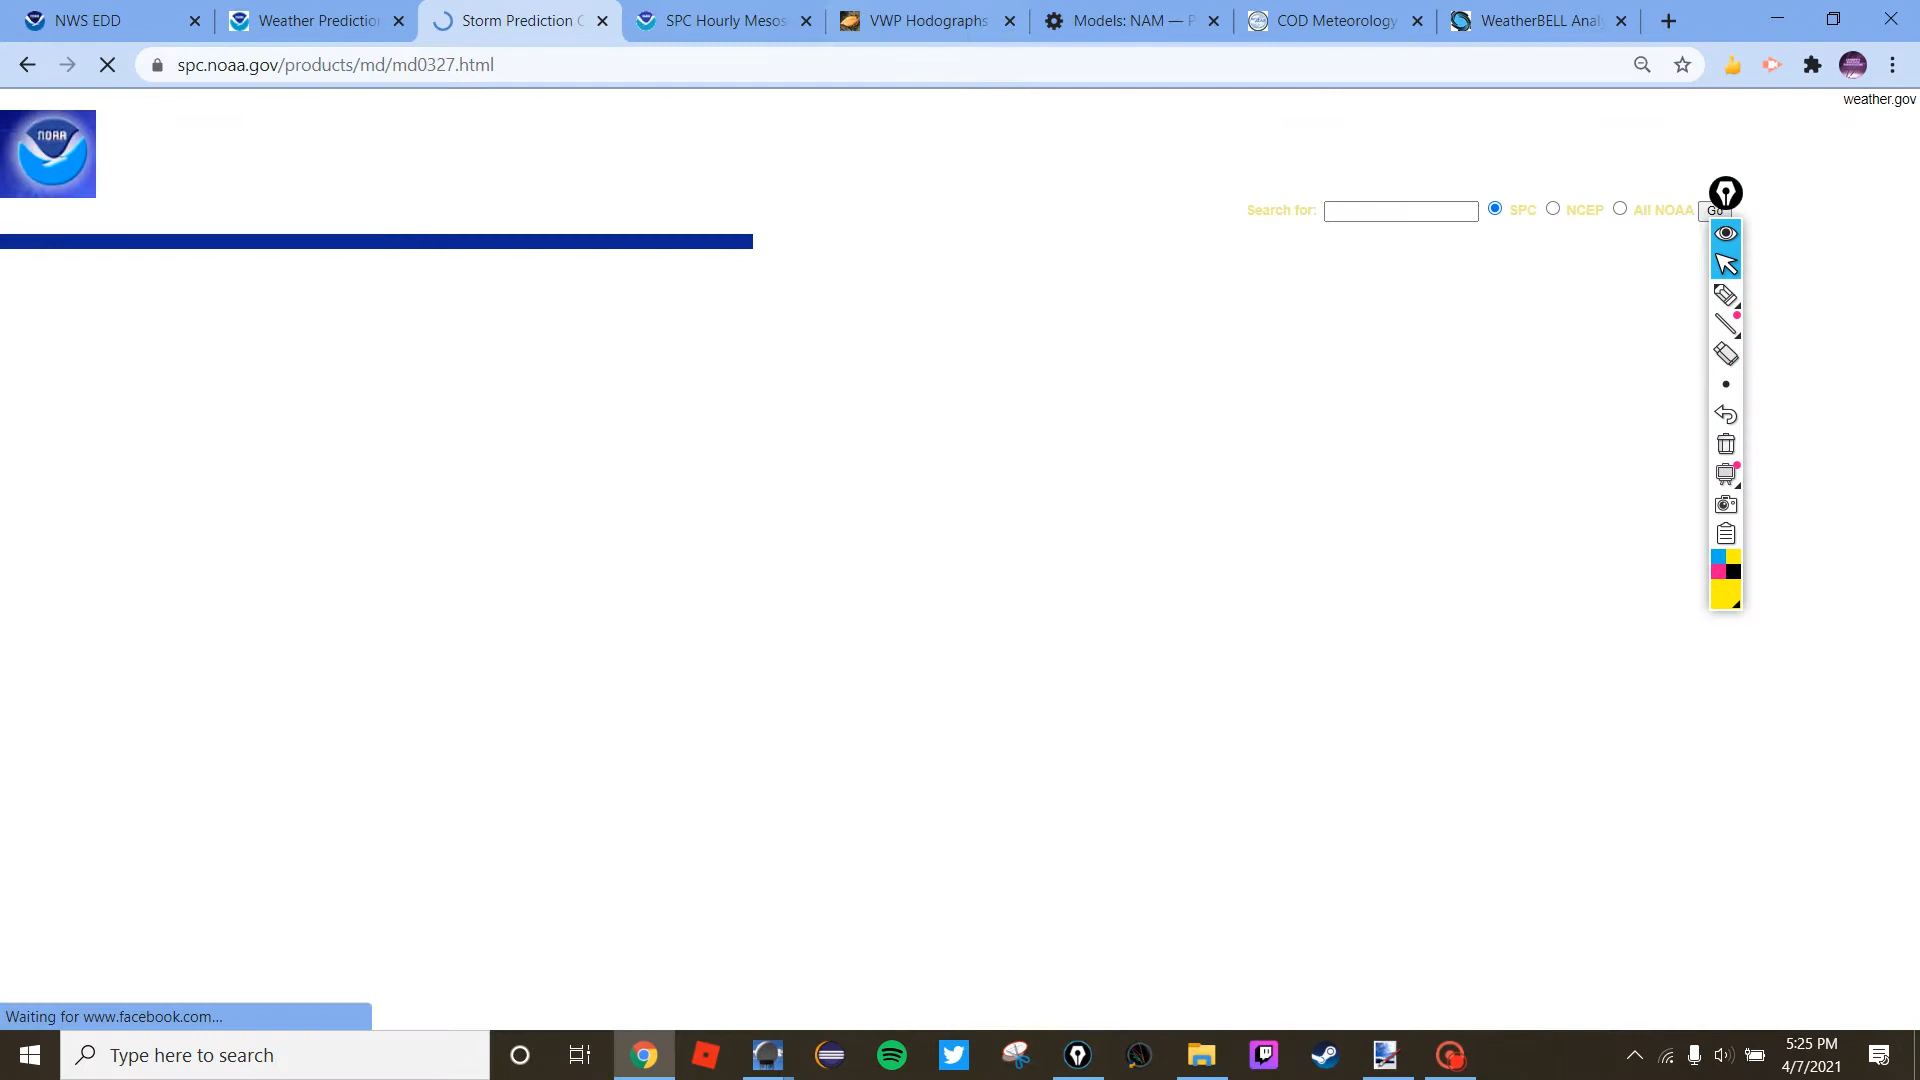 NWS EDD
Weather Predictio
Storm Prediction C
SPC Hourly Mesos
VWP Hodographs
Models: NAM — P
COD Meteorology
WeatherBELL Anal
spc.noaa.gov/products/md/md0327.html
weather.gov
NOAA
Search for:
SPC
NCEP
All NOAA
Go
Waiting for www.facebook.com...
Type here to search
5:25 PM
4/7/2021